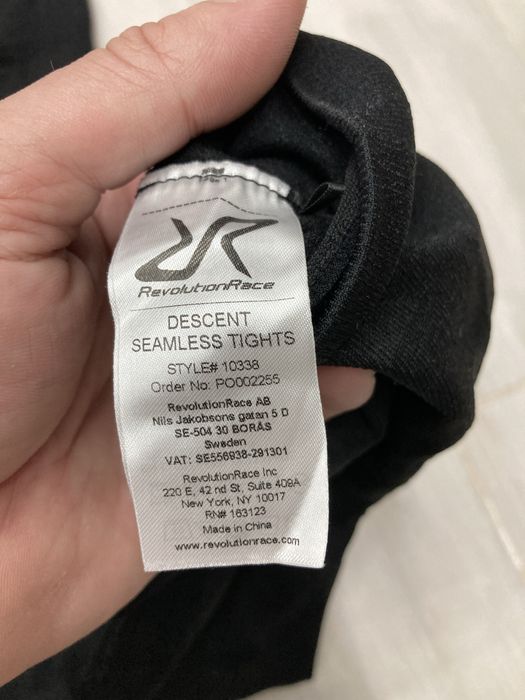 RevolutionRace
DESCENT
SEAMLESS TIGHTS
STYLE# 10338
Order No: PO002255
RevolutionRace AB
Nils Jakobsons gatan 5 D
SE-504 30 BORÅS
Sweden
VAT: SE556938-291301
RevolutionRace Inc
220 E, 42 nd St, Suite 409A
New York, NY 10017
RN# 163123
Made in China
www.revolutionrace.com